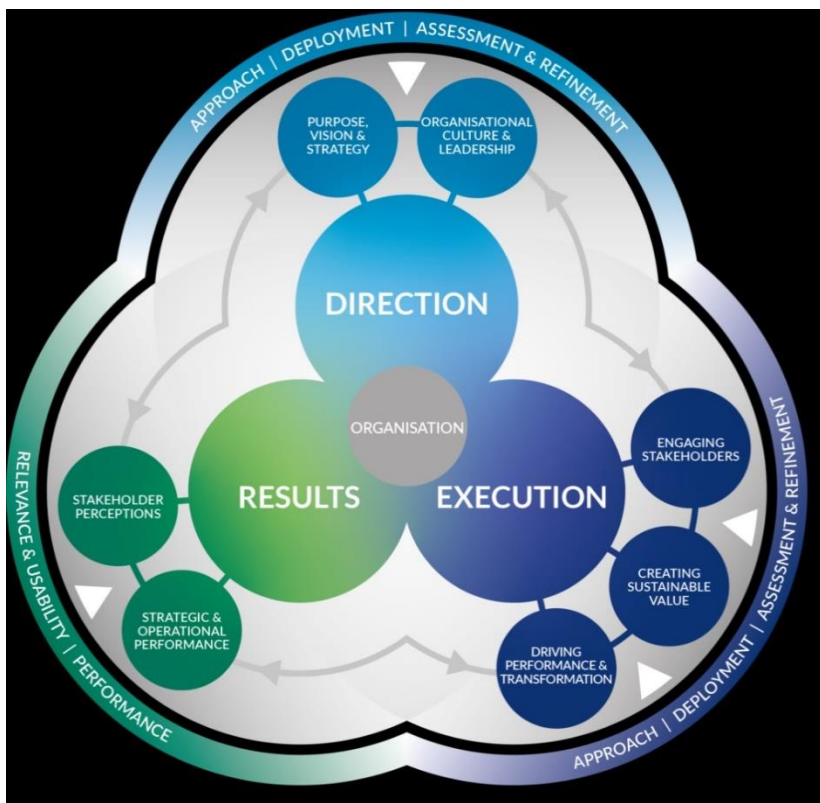 APPROACH | DEPLOYMENT | ASSESSMENT & REFINEMENT
PURPOSE,
VISION &
STRATEGY
ORGANISATIONAL
CULTURE &
LEADERSHIP
DIRECTION
ORGANISATION
RESULTS
EXECUTION
STAKEHOLDER
PERCEPTIONS
STRATEGIC &
OPERATIONAL
PERFORMANCE
ENGAGING
STAKEHOLDERS
CREATING
SUSTAINABLE
VALUE
DRIVING
PERFORMANCE &
TRANSFORMATION
RELEVANCE & USABILITY | PERFORMANCE
APPROACH | DEPLOYMENT | ASSESSMENT & REFINEMENT